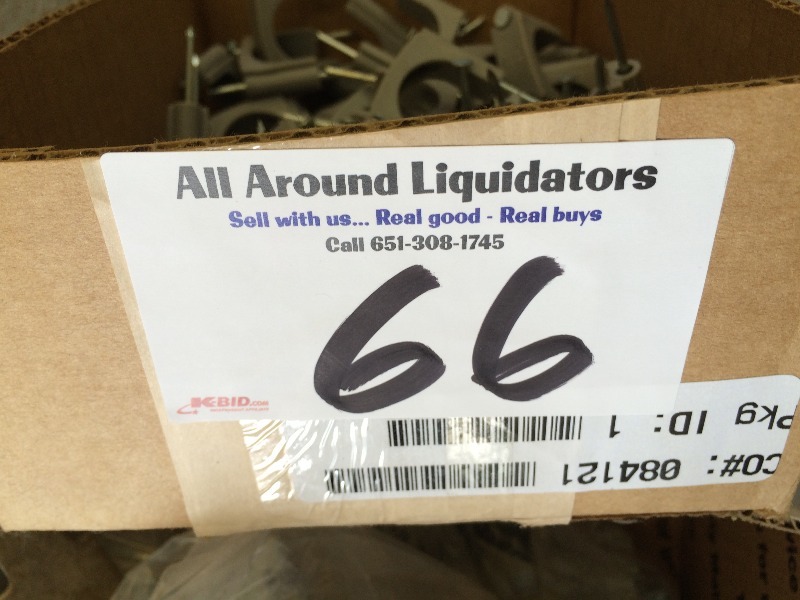 All Around Liquidators
Sell with us... Real good - Real buys
Call 651-308-1745
66
K-BID.com
Pkg ID: 1
CO#: 084121